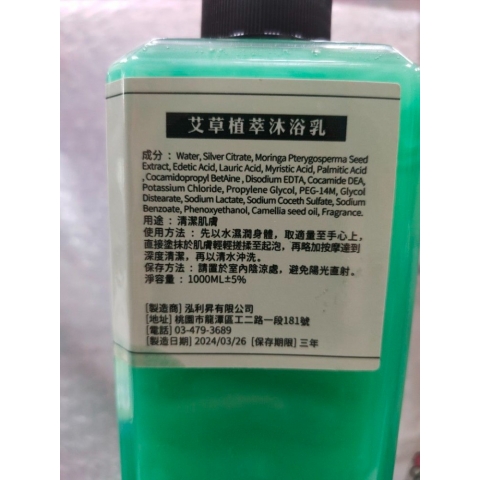 艾草植萃沐浴乳
成分：Water, Silver Citrate, Moringa Pterygosperma Seed
Extract, Edetic Acid, Lauric Acid, Myristic Acid, Palmitic Acid
, Cocamidopropyl BetAine , Disodium EDTA, Cocamide DEA,
Potassium Chloride, Propylene Glycol, PEG-14M, Glycol
Distearate, Sodium Lactate, Sodium Coceth Sulfate, Sodium
Benzoate, Phenoxyethanol, Camellia seed oil, Fragrance.
用途：清潔肌膚
使用方法：先以水濕潤身體，取適量至手心上，
直接塗抹於肌膚輕輕搓揉至起泡，再略加按摩達到
深度清潔，再以清水沖洗。
保存方法：請置於室內陰涼處，避免陽光直射。
淨容量：1000ML±5%
[製造商] 泓利昇有限公司
[地址] 桃園市龍潭區工二路一段181號
[電話] 03-479-3689
[製造日期] 2024/03/26 [保存期限] 三年